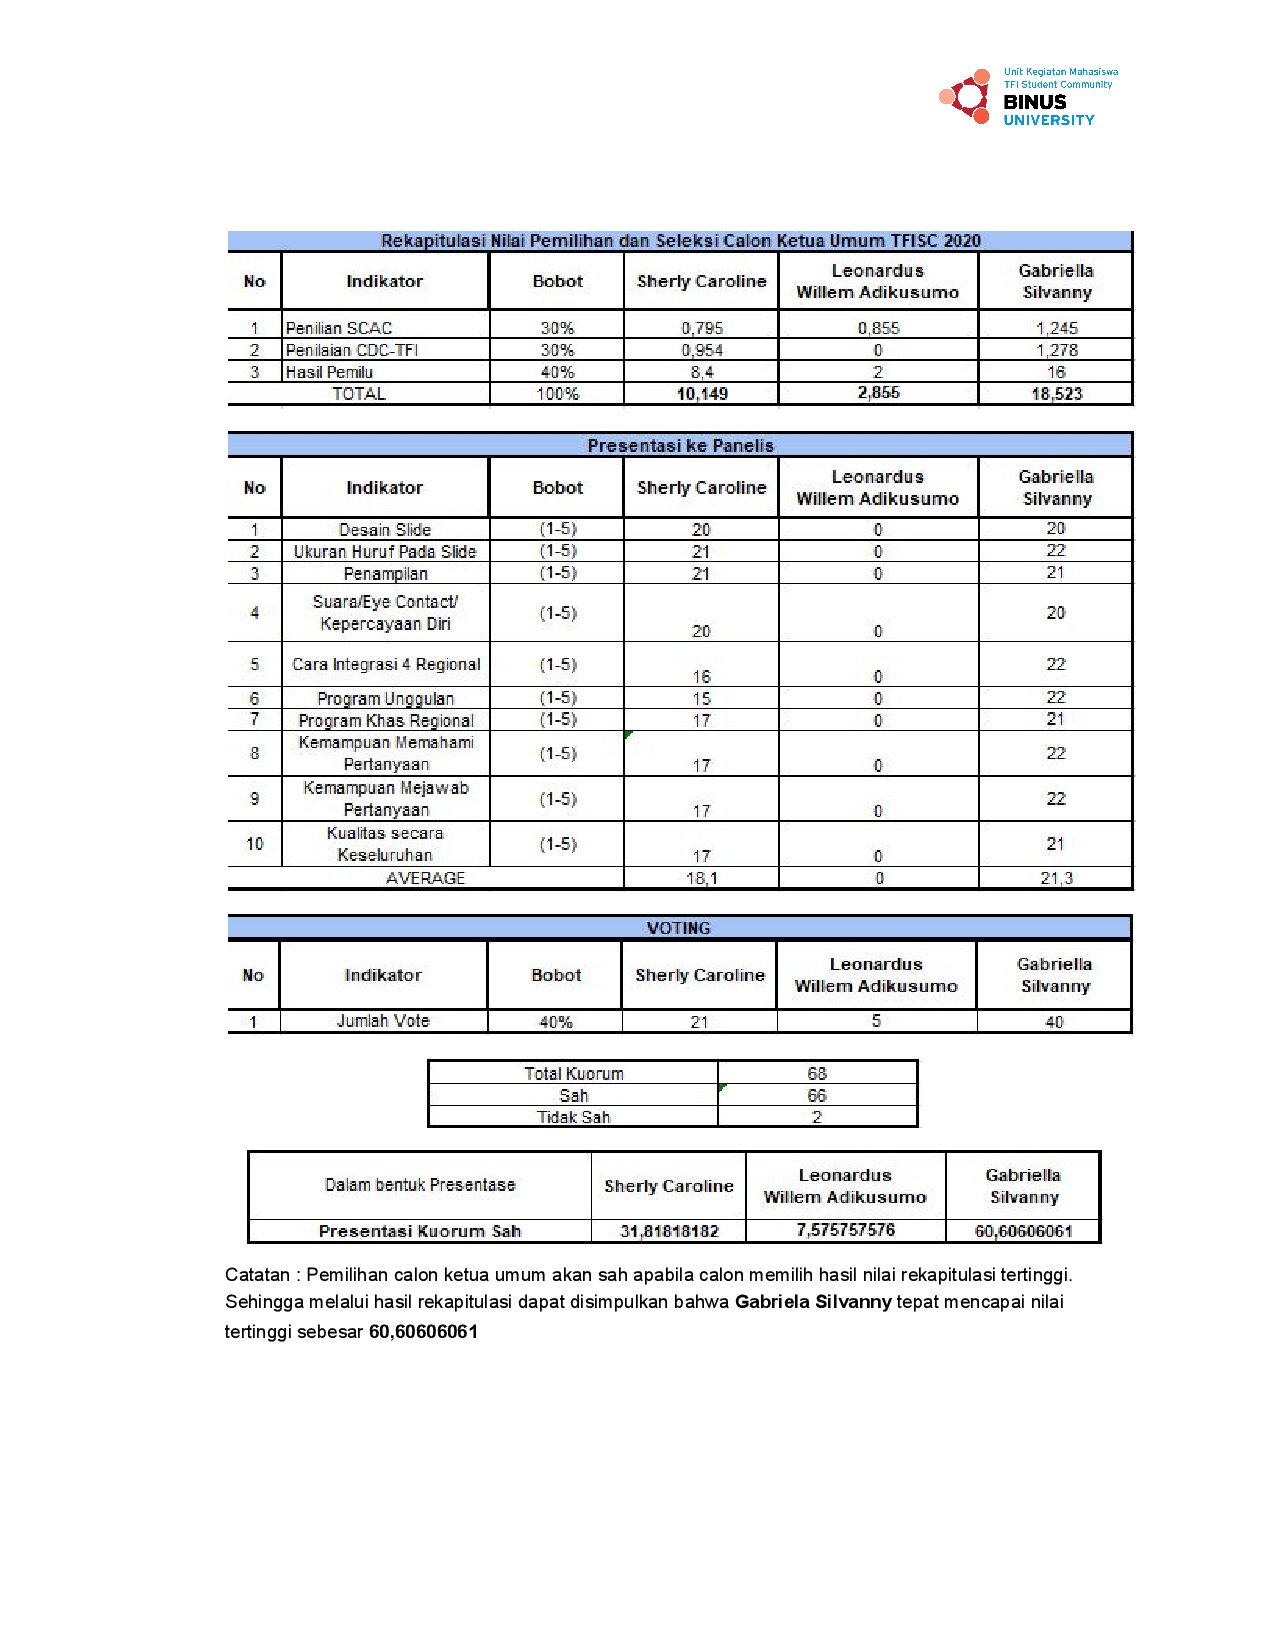 Unit Kegiatan Mahasiswa
TFI Student Community
BINUS
UNIVERSITY
Rekapitulasi Nilai Pemilihan dan Seleksi Calon Ketua Umum TFISC 2020
No Indikator Bobot Sherly Caroline Leonardus Willem Adikusumo Gabriella Silvanny
1 Penilian SCAC 30% 0,795 0,855 1,245
2 Penilaian CDC-TFI 30% 0,954 0 1,278
3 Hasil Pemilu 40% 8,4 2 16
TOTAL 100% 10,149 2,855 18,523
Presentasi ke Panelis
No Indikator Bobot Sherly Caroline Leonardus Willem Adikusumo Gabriella Silvanny
1 Desain Slide (1-5) 20 0 20
2 Ukuran Huruf Pada Slide (1-5) 21 0 22
3 Penampilan (1-5) 21 0 21
4 Suara/Eye Contact/ Kepercayaan Diri (1-5) 20 0 20
5 Cara Integrasi 4 Regional (1-5) 16 0 22
6 Program Unggulan (1-5) 15 0 22
7 Program Khas Regional (1-5) 17 0 21
8 Kemampuan Memahami Pertanyaan (1-5) 17 0 22
9 Kemampuan Mejawab Pertanyaan (1-5) 17 0 22
10 Kualitas secara Keseluruhan (1-5) 17 0 21
AVERAGE 18,1 0 21,3
VOTING
No Indikator Bobot Sherly Caroline Leonardus Willem Adikusumo Gabriella Silvanny
1 Jumlah Vote 40% 21 5 40
Total Kuorum 68
Sah 66
Tidak Sah 2
Dalam bentuk Presentase Sherly Caroline Leonardus Willem Adikusumo Gabriella Silvanny
Presentasi Kuorum Sah 31,81818182 7,575757576 60,60606061
Catatan : Pemilihan calon ketua umum akan sah apabila calon memilih hasil nilai rekapitulasi tertinggi.
Sehingga melalui hasil rekapitulasi dapat disimpulkan bahwa Gabriela Silvanny tepat mencapai nilai
tertinggi sebesar 60,60606061